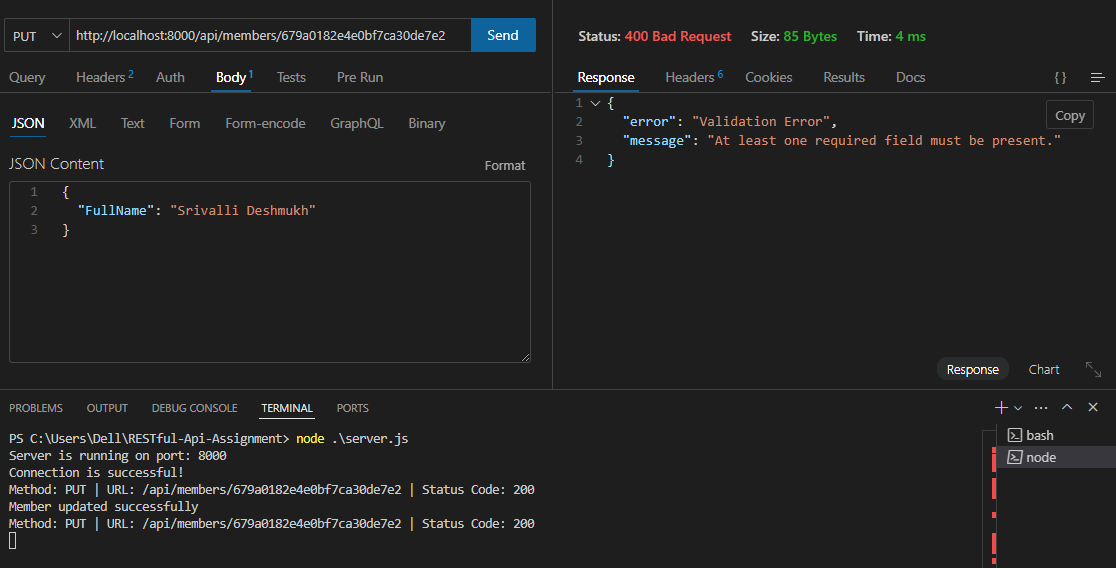 PUT http://localhost:8000/api/members/679a0182e4e0bf7ca30de7e2 Send
Query Headers 2 Auth Body 1 Tests Pre Run
JSON XML Text Form Form-encode GraphQL Binary
JSON Content Format
1 {
2 "FullName": "Srivalli Deshmukh"
3 }
Status: 400 Bad Request Size: 85 Bytes Time: 4 ms
Response Headers 6 Cookies Results Docs { }
1 {
2 "error": "Validation Error",
3 "message": "At least one required field must be present."
4 }
Copy
Response Chart
PROBLEMS OUTPUT DEBUG CONSOLE TERMINAL PORTS
PS C:\Users\Dell\RESTful-Api-Assignment> node .\server.js
Server is running on port: 8000
Connection is successful!
Method: PUT | URL: /api/members/679a0182e4e0bf7ca30de7e2 | Status Code: 200
Member updated successfully
Method: PUT | URL: /api/members/679a0182e4e0bf7ca30de7e2 | Status Code: 200
bash
node